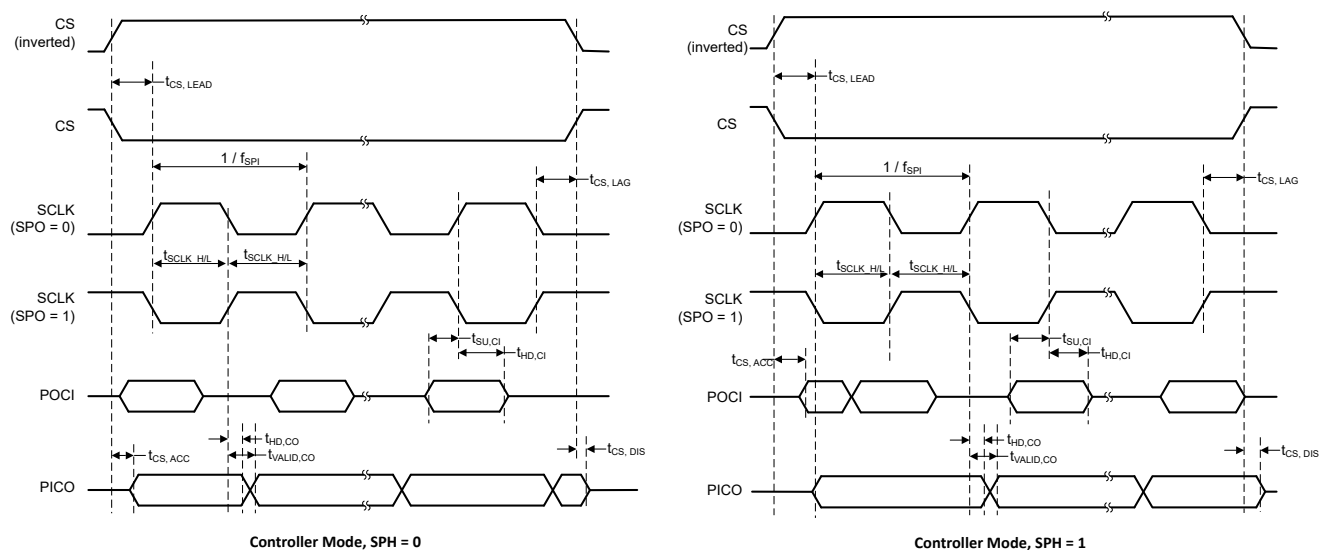 CS
(inverted)
tCS, LEAD
CS
1 / fSPI
tCS, LAG
SCLK
(SPO = 0)
tSCLK_H/L
tSCLK_H/L
SCLK
(SPO = 1)
tSU,CI
tHD,CI
POCI
tHD,CO
tVALID,CO
tCS, ACC
tCS, DIS
PICO
Controller Mode, SPH = 0
CS
(inverted)
tCS, LEAD
CS
1 / fSPI
tCS, LAG
SCLK
(SPO = 0)
tSCLK_H/L
tSCLK_H/L
SCLK
(SPO = 1)
tSU,CI
tHD,CI
tCS, ACC
POCI
tHD,CO
tVALID,CO
tCS, DIS
PICO
Controller Mode, SPH = 1